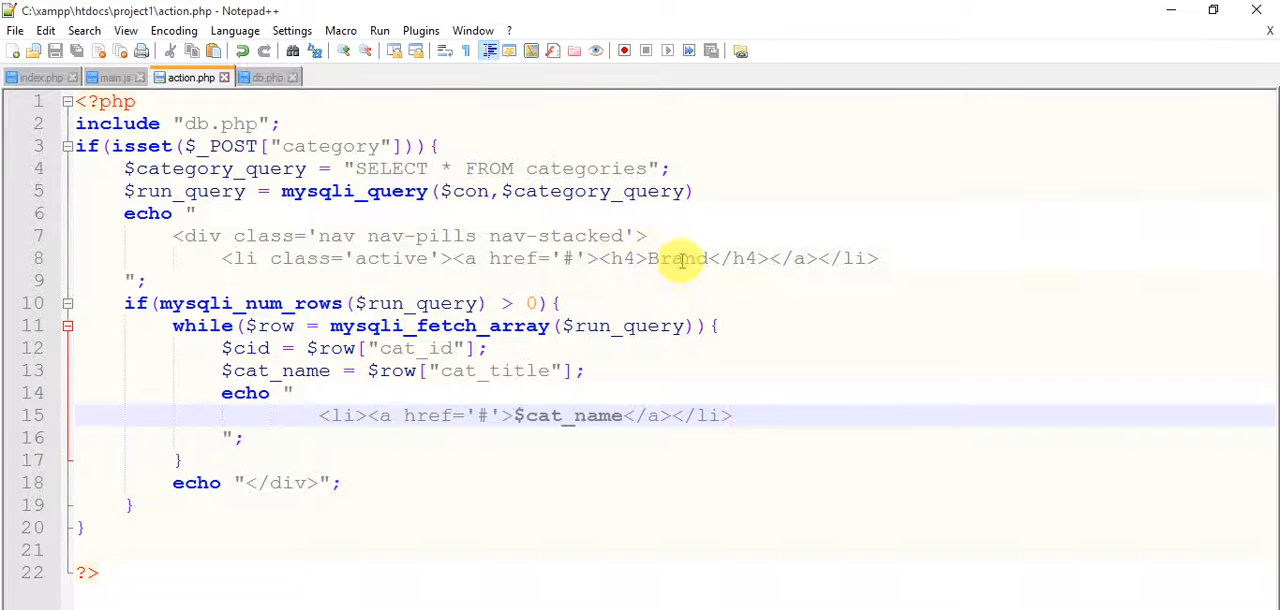 C:\xampp\htdocs\project1\action.php - Notepad++
File Edit Search View Encoding Language Settings Macro Run Plugins Window ? X
index.php main.js action.php db.php
1 <?php
2 include "db.php";
3 if(isset($_POST["category"])){
4 $category_query = "SELECT * FROM categories";
5 $run_query = mysqli_query($con,$category_query)
6 echo "
7 <div class='nav nav-pills nav-stacked'>
8 <li class='active'><a href='#'><h4>Brand</h4></a></li>
9 ";
10 if(mysqli_num_rows($run_query) > 0){
11 while($row = mysqli_fetch_array($run_query)){
12 $cid = $row["cat_id"];
13 $cat_name = $row["cat_title"];
14 echo "
15 <li><a href='#'>$cat_name</a></li>
16 ";
17 }
18 echo "</div>";
19 }
20 }
21
22 ?>